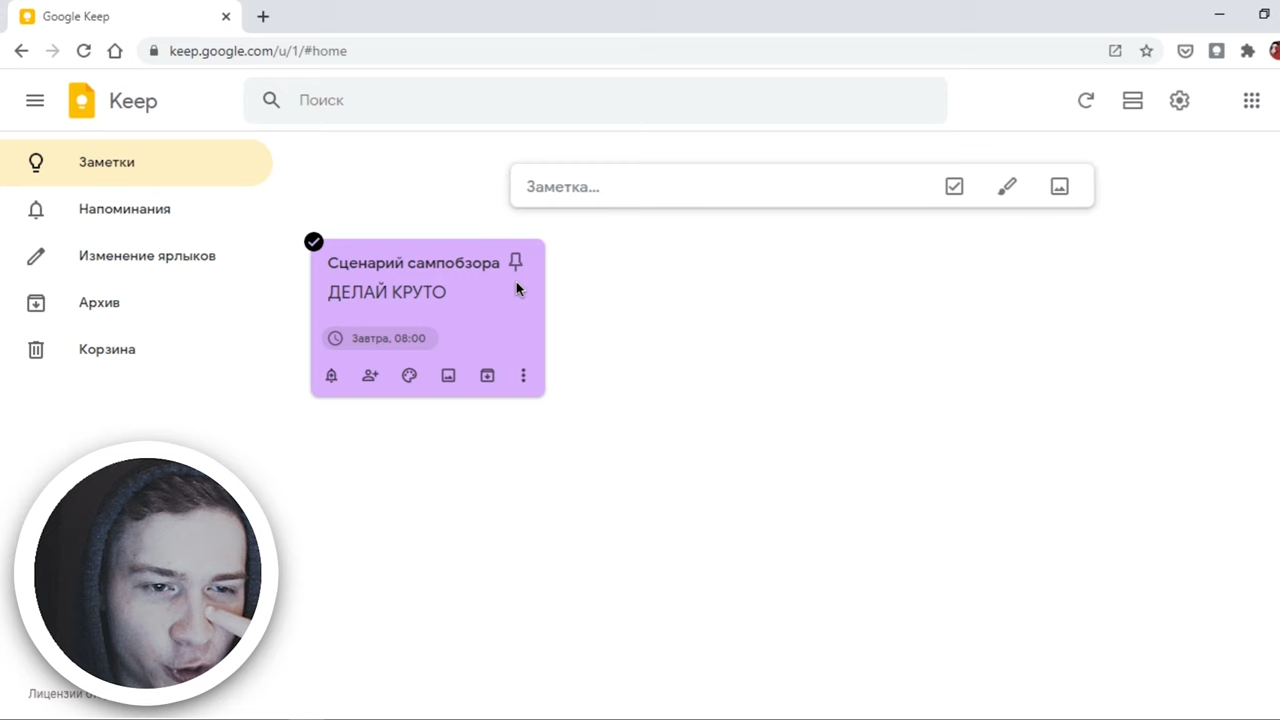 Google Keep
keep.google.com/u/1/#home
Keep
Поиск
Заметки
Напоминания
Изменение ярлыков
Архив
Корзина
Заметка...
Сценарий сампобзора
ДЕЛАЙ КРУТО
Завтра, 08:00
Лицензии